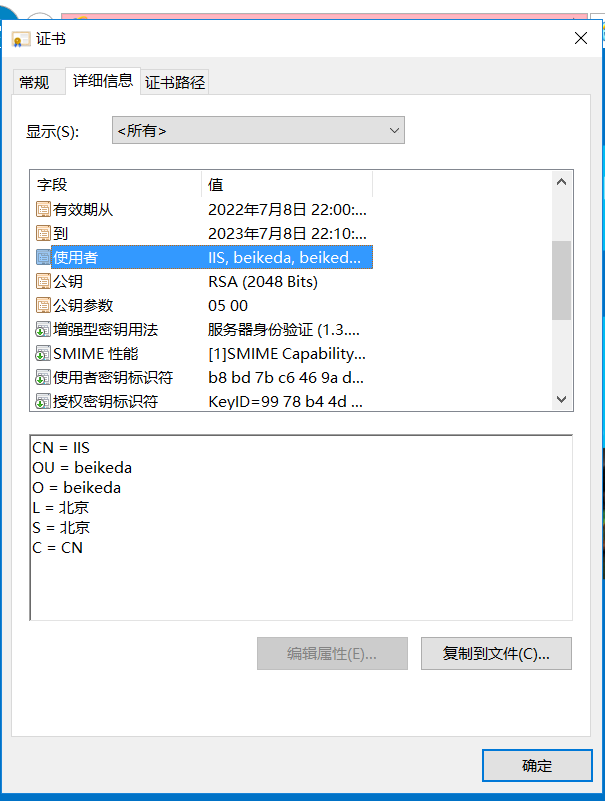 证书
常规 详细信息 证书路径
显示(S): <所有>
字段 值
有效期从 2022年7月8日 22:00:...
到 2023年7月8日 22:10:...
使用者 IIS, beikeda, beiked...
公钥 RSA (2048 Bits)
公钥参数 05 00
增强型密钥用法 服务器身份验证 (1.3....
SMIME 性能 [1]SMIME Capability...
使用者密钥标识符 b8 bd 7b c6 46 9a d...
授权密钥标识符 KeyID=99 78 b4 4d ...
CN = IIS
OU = beikeda
O = beikeda
L = 北京
S = 北京
C = CN
编辑属性(E)... 复制到文件(C)...
确定